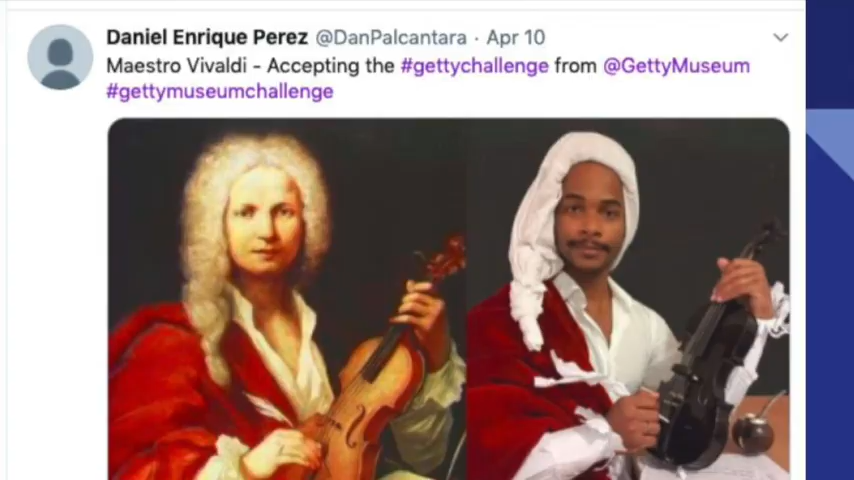 Daniel Enrique Perez @DanPalcantara · Apr 10
Maestro Vivaldi - Accepting the #gettychallenge from @GettyMuseum
#gettymuseumchallenge